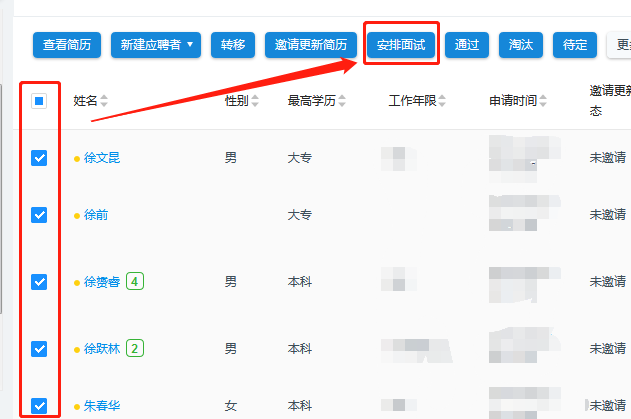 查看简历 新建应聘者 转移 邀请更新简历 安排面试 通过 淘汰 待定
姓名 性别 最高学历 工作年限 申请时间 邀请更新
态
徐文昆 男 大专 未邀请
徐前 大专 未邀请
徐赟睿 4 男 本科 未邀请
徐跃林 2 男 本科 未邀请
朱春华 女 本科 未邀请